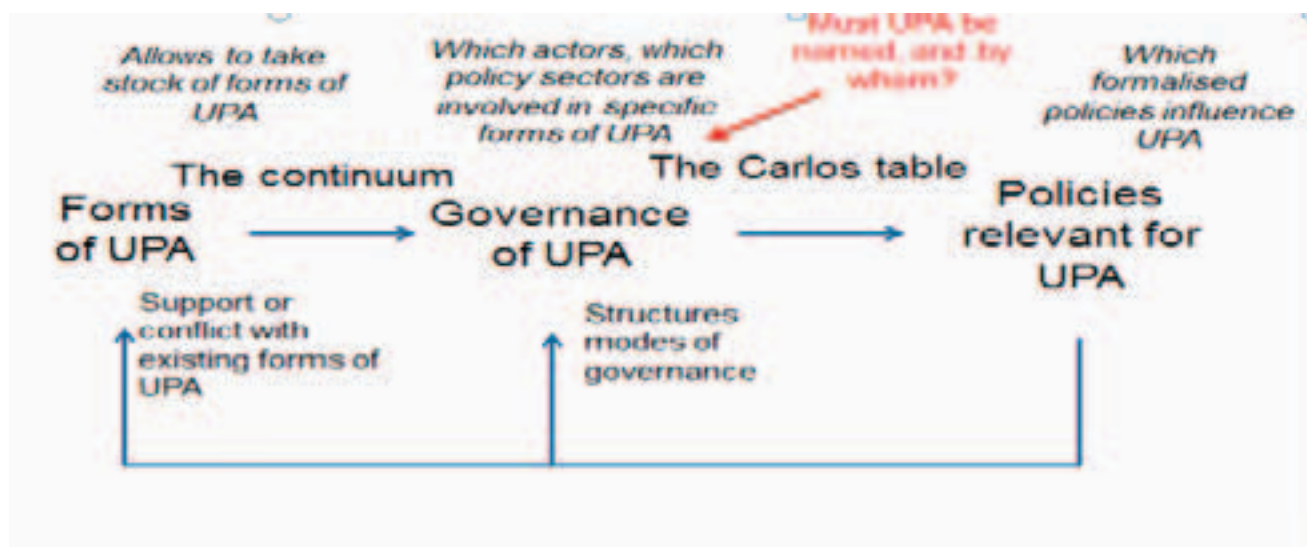 Allows to take
stock of forms of
UPA
Which actors, which
policy sectors are
involved in specific
forms of UPA
Must UPA be
named, and by
whom?
Which
formalised
policies influence
UPA
The continuum
The Carlos table
Forms
of UPA
Governance
of UPA
Policies
relevant for
UPA
Support or
conflict with
existing forms of
UPA
Structures
modes of
governance